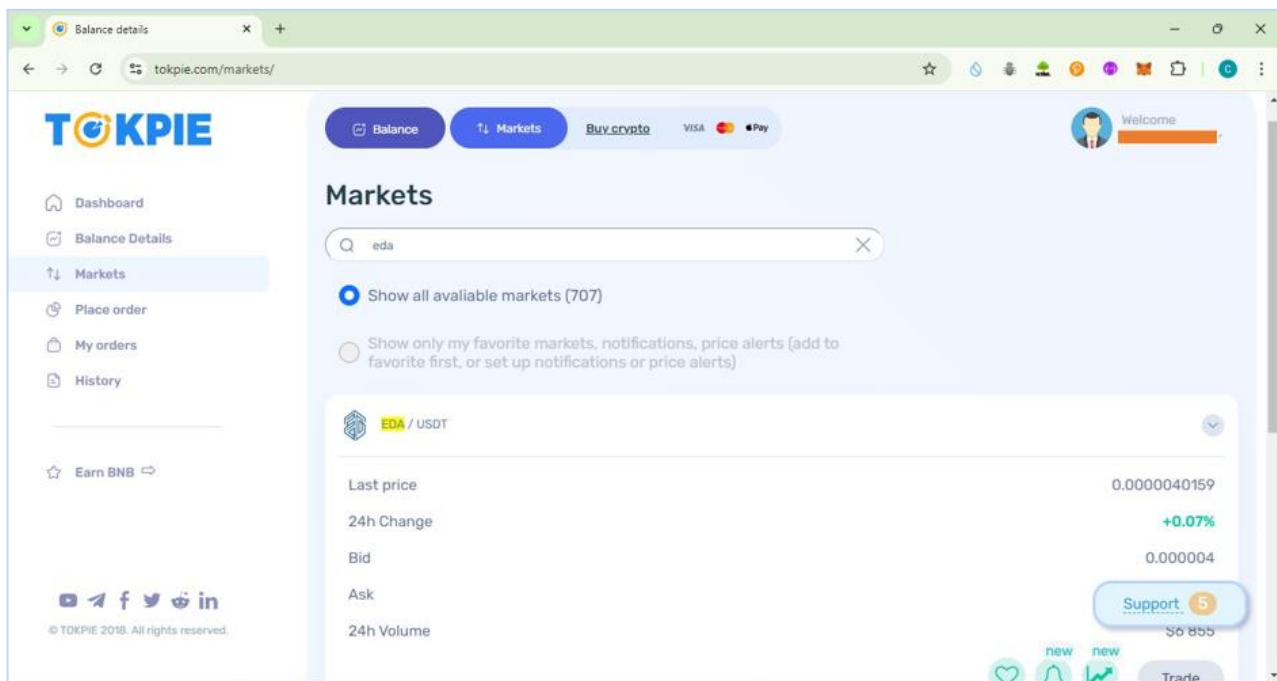 Balance details
tokpie.com/markets/
TOKPIE
Balance
Markets
Buy crypto
VISA
Pay
Welcome
Dashboard
Balance Details
Markets
Place order
My orders
History
Earn BNB
© TOKPIE 2018. All rights reserved.
Markets
eda
Show all avaliable markets (707)
Show only my favorite markets, notifications, price alerts (add to
favorite first, or set up notifications or price alerts)
EDA / USDT
Last price 0.0000040159
24h Change +0.07%
Bid 0.000004
Ask
Support 5
24h Volume $6 855
new new
Trade